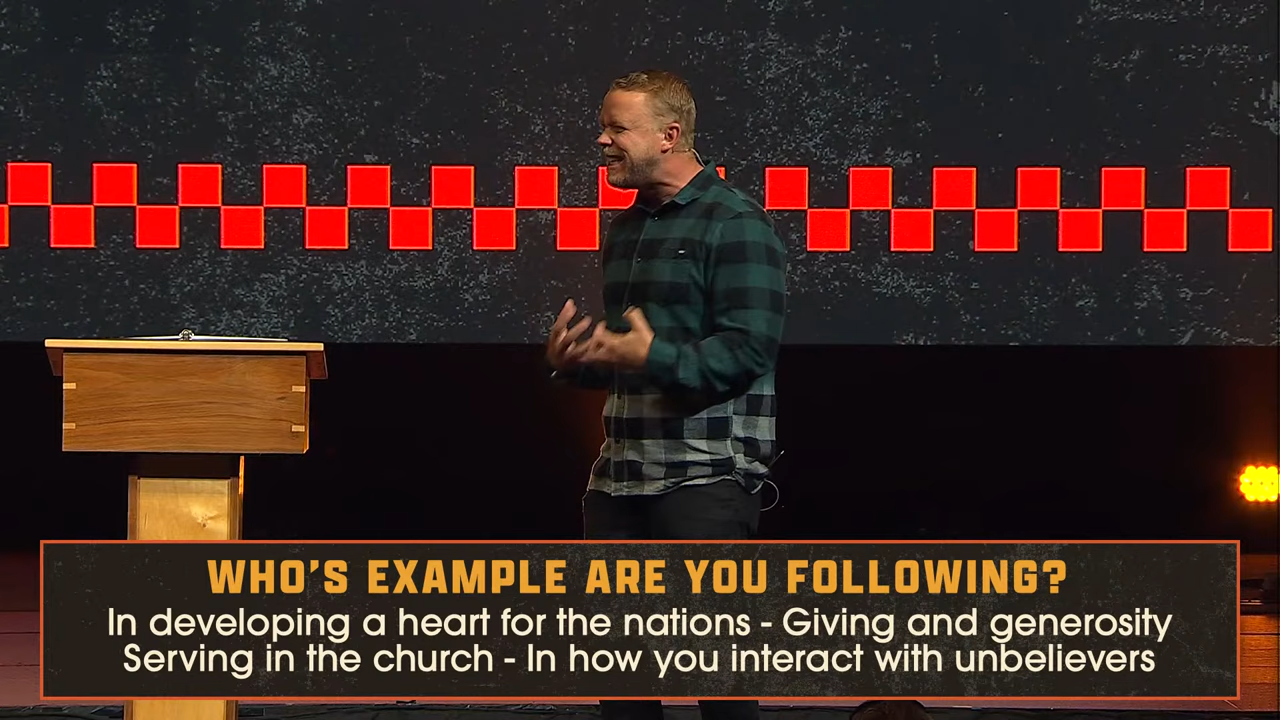 WHO'S EXAMPLE ARE YOU FOLLOWING?
In developing a heart for the nations - Giving and generosity
Serving in the church - In how you interact with unbelievers